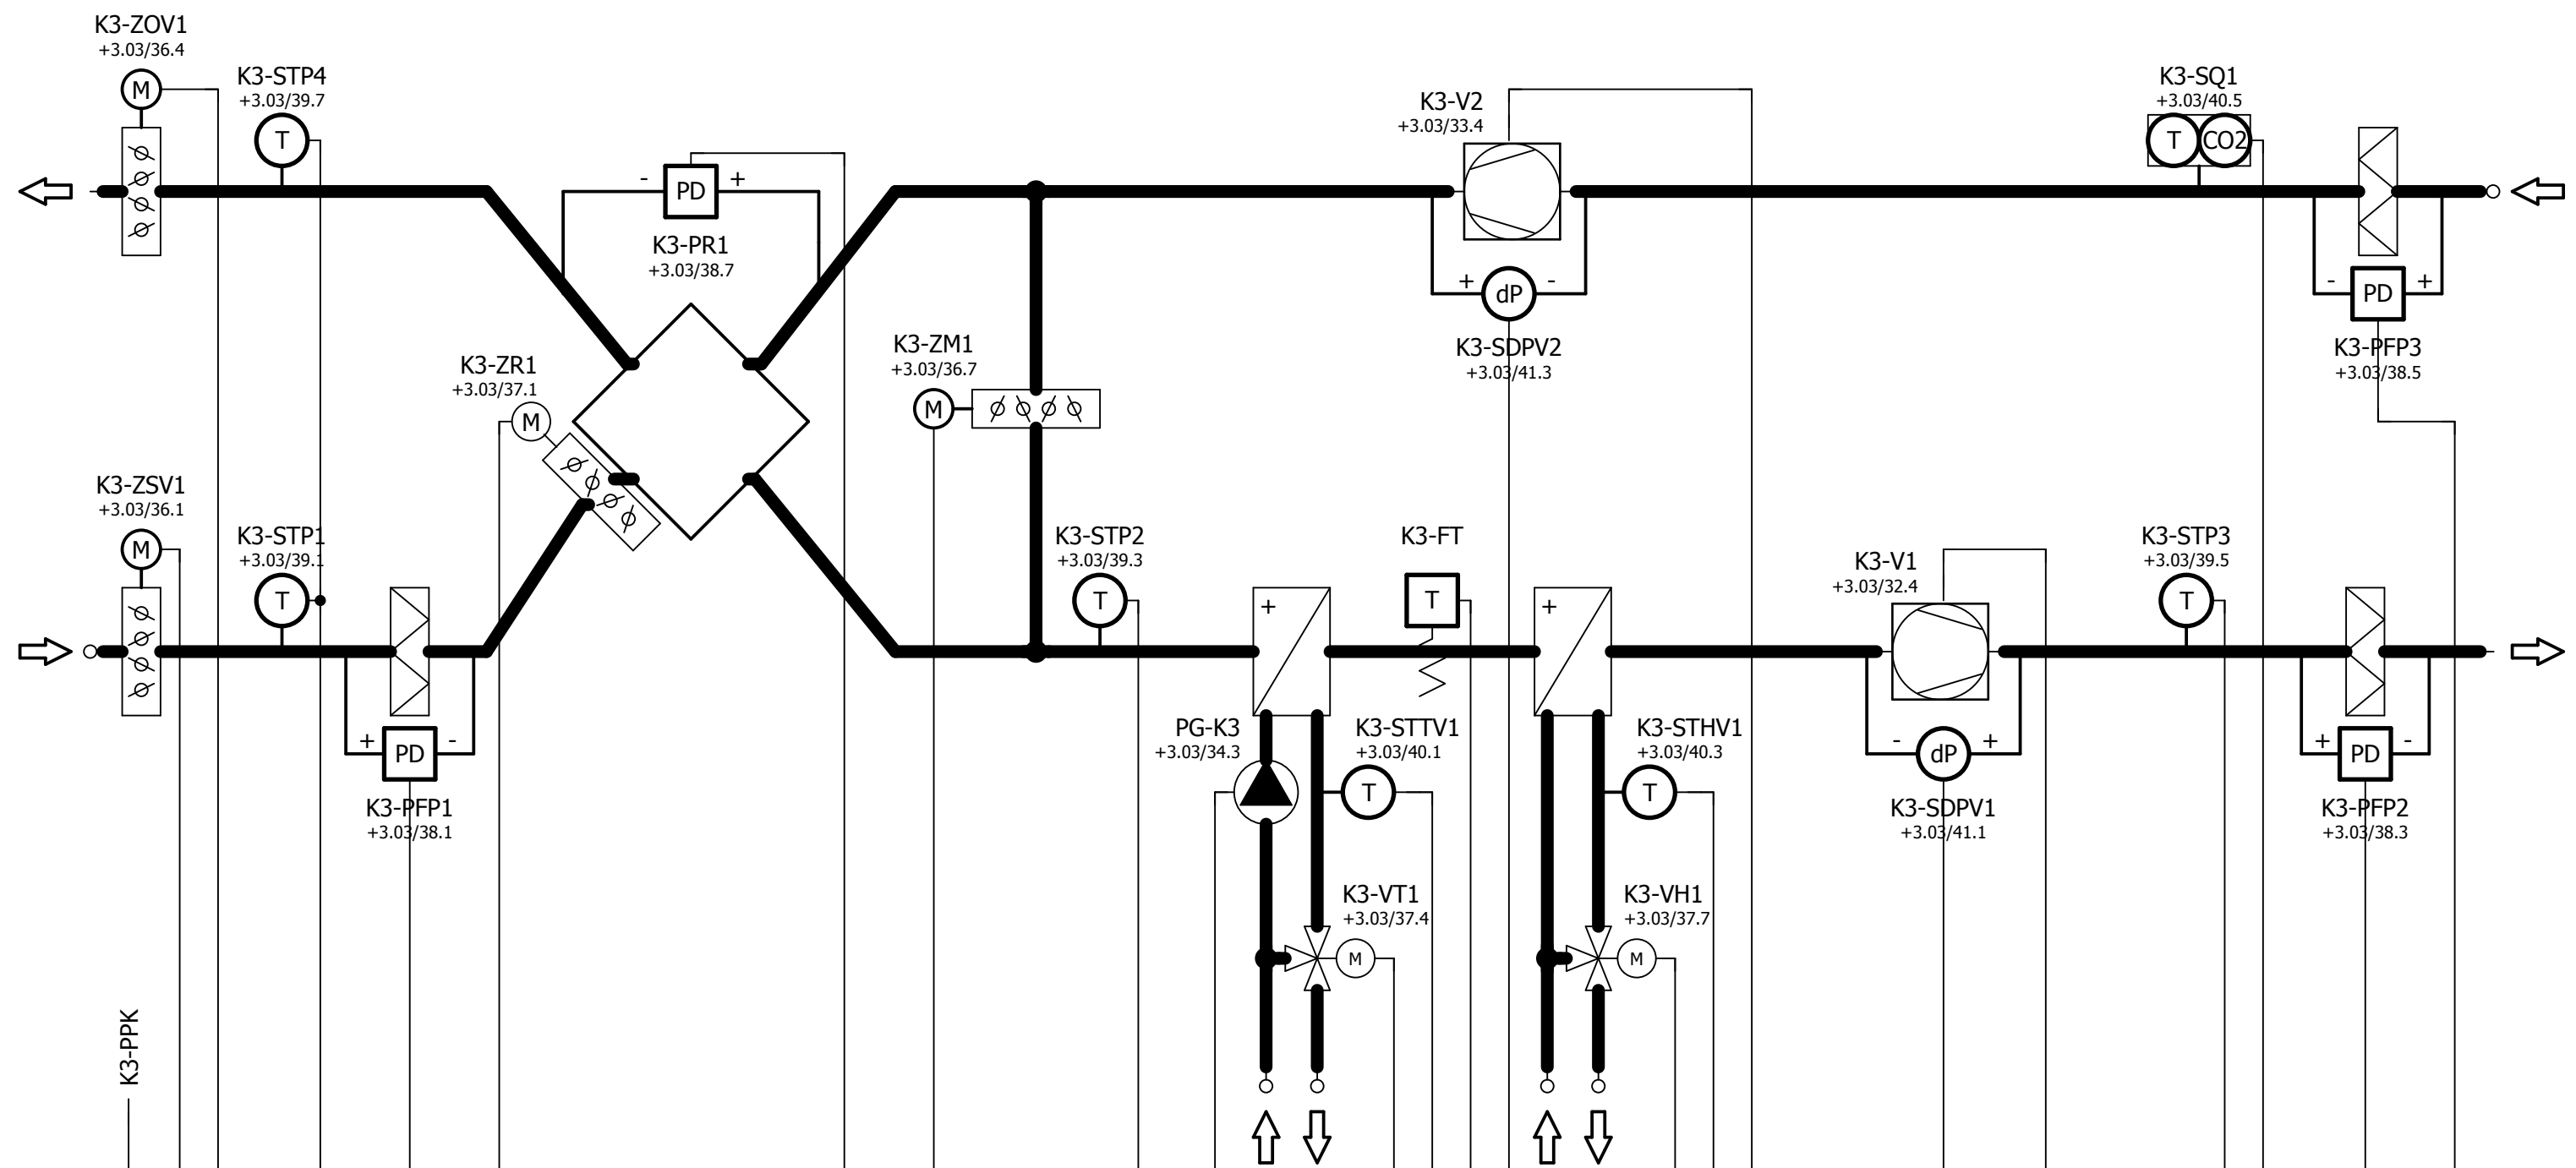 K3-ZOV1
+3.03/36.4
M
K3-STP4
+3.03/39.7
T
- PD +
K3-PR1
+3.03/38.7
K3-V2
+3.03/33.4
+ dP -
K3-SDPV2
+3.03/41.3
K3-SQ1
+3.03/40.5
T CO2
- PD +
K3-PFP3
+3.03/38.5
K3-ZR1
+3.03/37.1
M
K3-ZM1
+3.03/36.7
M
K3-ZSV1
+3.03/36.1
M
K3-STP1
+3.03/39.1
T
+ PD -
K3-PFP1
+3.03/38.1
K3-STP2
+3.03/39.3
T
+
K3-FT
T
+
K3-V1
+3.03/32.4
- dP +
K3-SDPV1
+3.03/41.1
K3-STP3
+3.03/39.5
T
+ PD -
K3-PFP2
+3.03/38.3
PG-K3
+3.03/34.3
K3-STTV1
+3.03/40.1
T
K3-STHV1
+3.03/40.3
T
K3-VT1
+3.03/37.4
M
K3-VH1
+3.03/37.7
M
K3-PPK